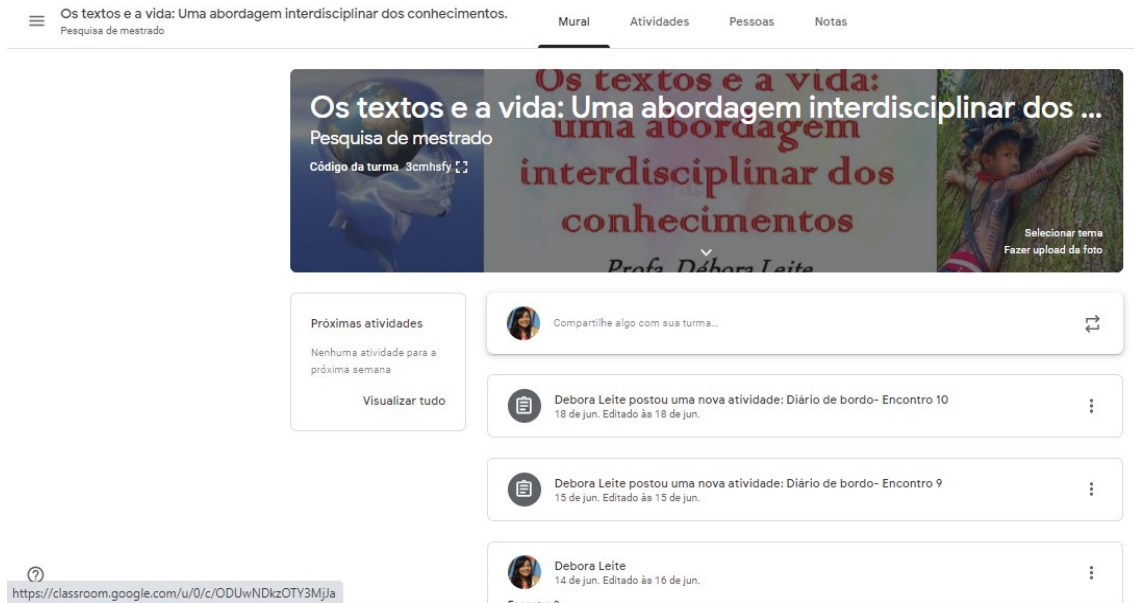 Os textos e a vida: Uma abordagem interdisciplinar dos conhecimentos.
Pesquisa de mestrado
Mural
Atividades
Pessoas
Notas
Os textos e a vida:
uma abordagem
interdisciplinar dos
conhecimentos
Profa. Débora Leite
Os textos e a vida: Uma abordagem interdisciplinar dos ...
Pesquisa de mestrado
Código da turma 3cmhsfy
Selecionar tema
Fazer upload da foto
Próximas atividades
Nenhuma atividade para a
próxima semana
Visualizar tudo
Compartilhe algo com sua turma...
Debora Leite postou uma nova atividade: Diário de bordo- Encontro 10
18 de jun. Editado às 18 de jun.
Debora Leite postou uma nova atividade: Diário de bordo- Encontro 9
15 de jun. Editado às 15 de jun.
Debora Leite
14 de jun. Editado às 16 de jun.
https://classroom.google.com/u/0/c/ODUwNDkzOTY3MjJa